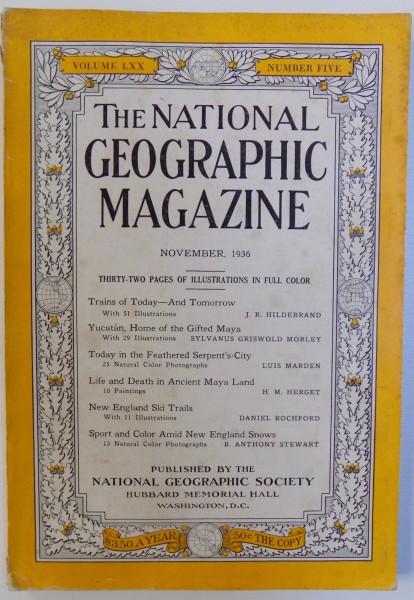 VOLUME LXX NUMBER FIVE
THE NATIONAL
GEOGRAPHIC
MAGAZINE
NOVEMBER, 1936
THIRTY-TWO PAGES OF ILLUSTRATIONS IN FULL COLOR
Trains of Today—And Tomorrow
With 51 Illustrations J. R. HILDEBRAND
Yucatán, Home of the Gifted Maya
With 29 Illustrations SYLVANUS GRISWOLD MORLEY
Today in the Feathered Serpent's City
25 Natural Color Photographs LUIS MARDEN
Life and Death in Ancient Maya Land
10 Paintings H. M. HERGET
New England Ski Trails
With 11 Illustrations DANIEL ROCHFORD
Sport and Color Amid New England Snows
13 Natural Color Photographs B. ANTHONY STEWART
PUBLISHED BY THE
NATIONAL GEOGRAPHIC SOCIETY
HUBBARD MEMORIAL HALL
WASHINGTON, D.C.
$3.50 A YEAR 50¢ THE COPY